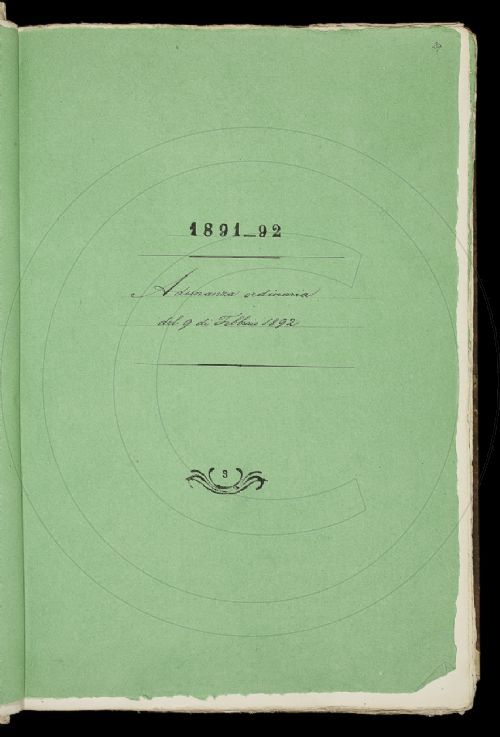 1891_92
Adunanza ordinaria
del 9 di Febbraio 1892
3